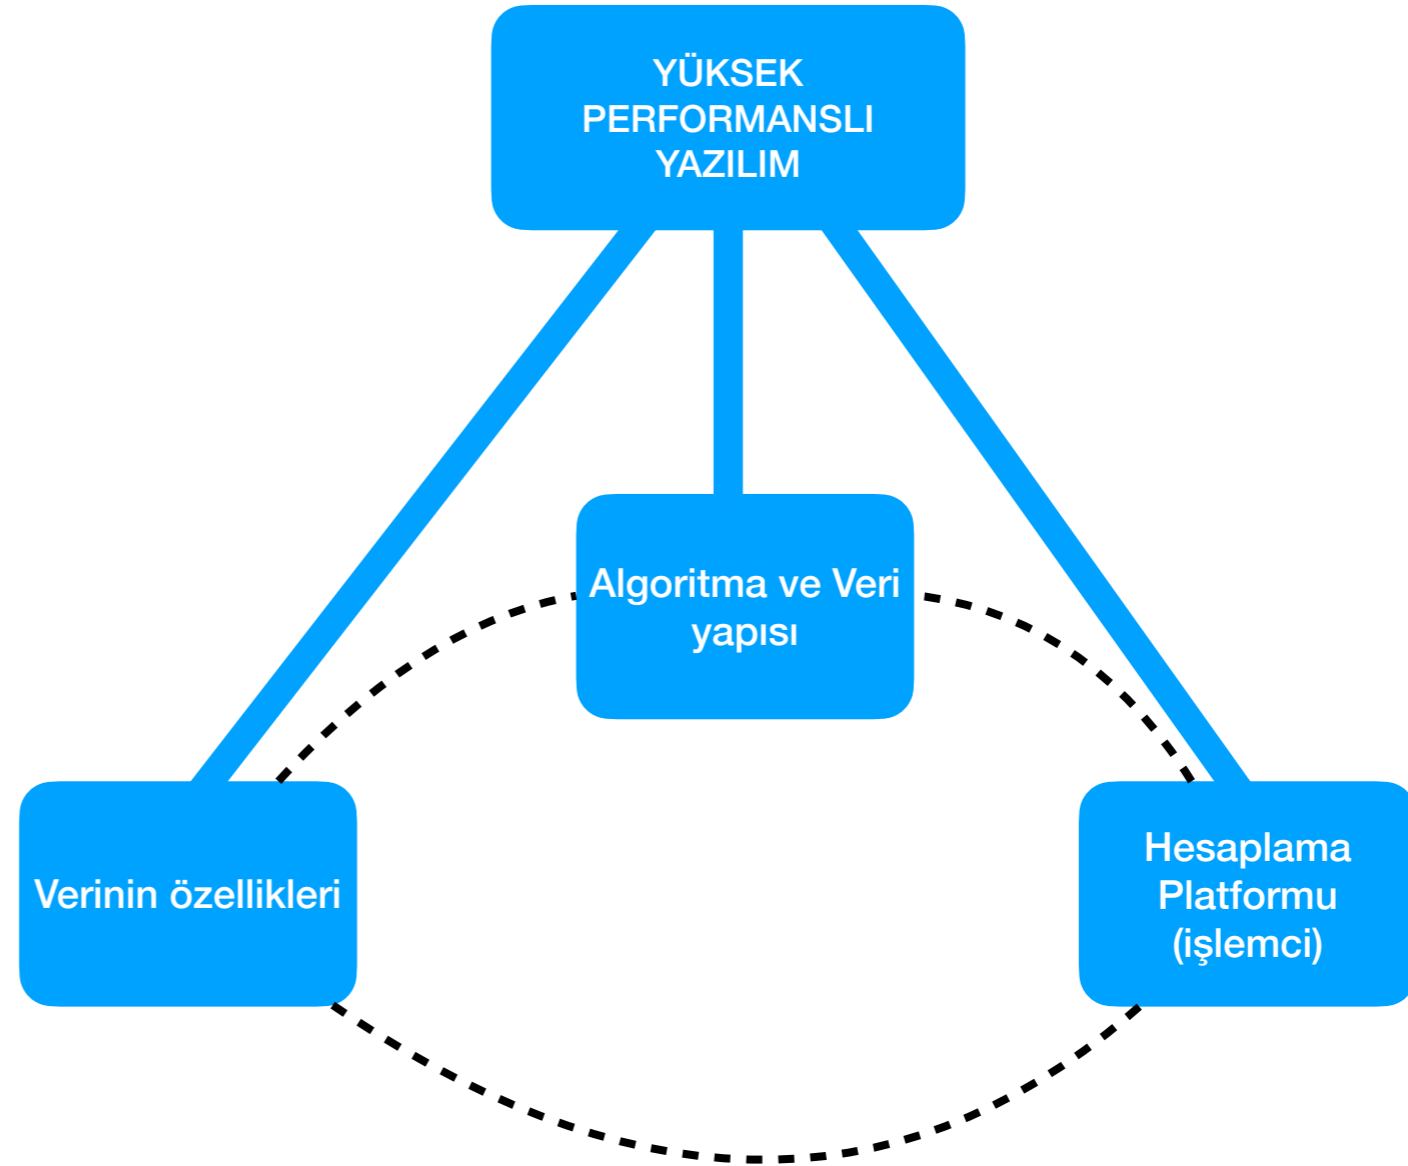 YÜKSEK
PERFORMANSLI
YAZILIM
Algoritma ve Veri
yapısı
Verinin özellikleri
Hesaplama
Platformu
(işlemci)